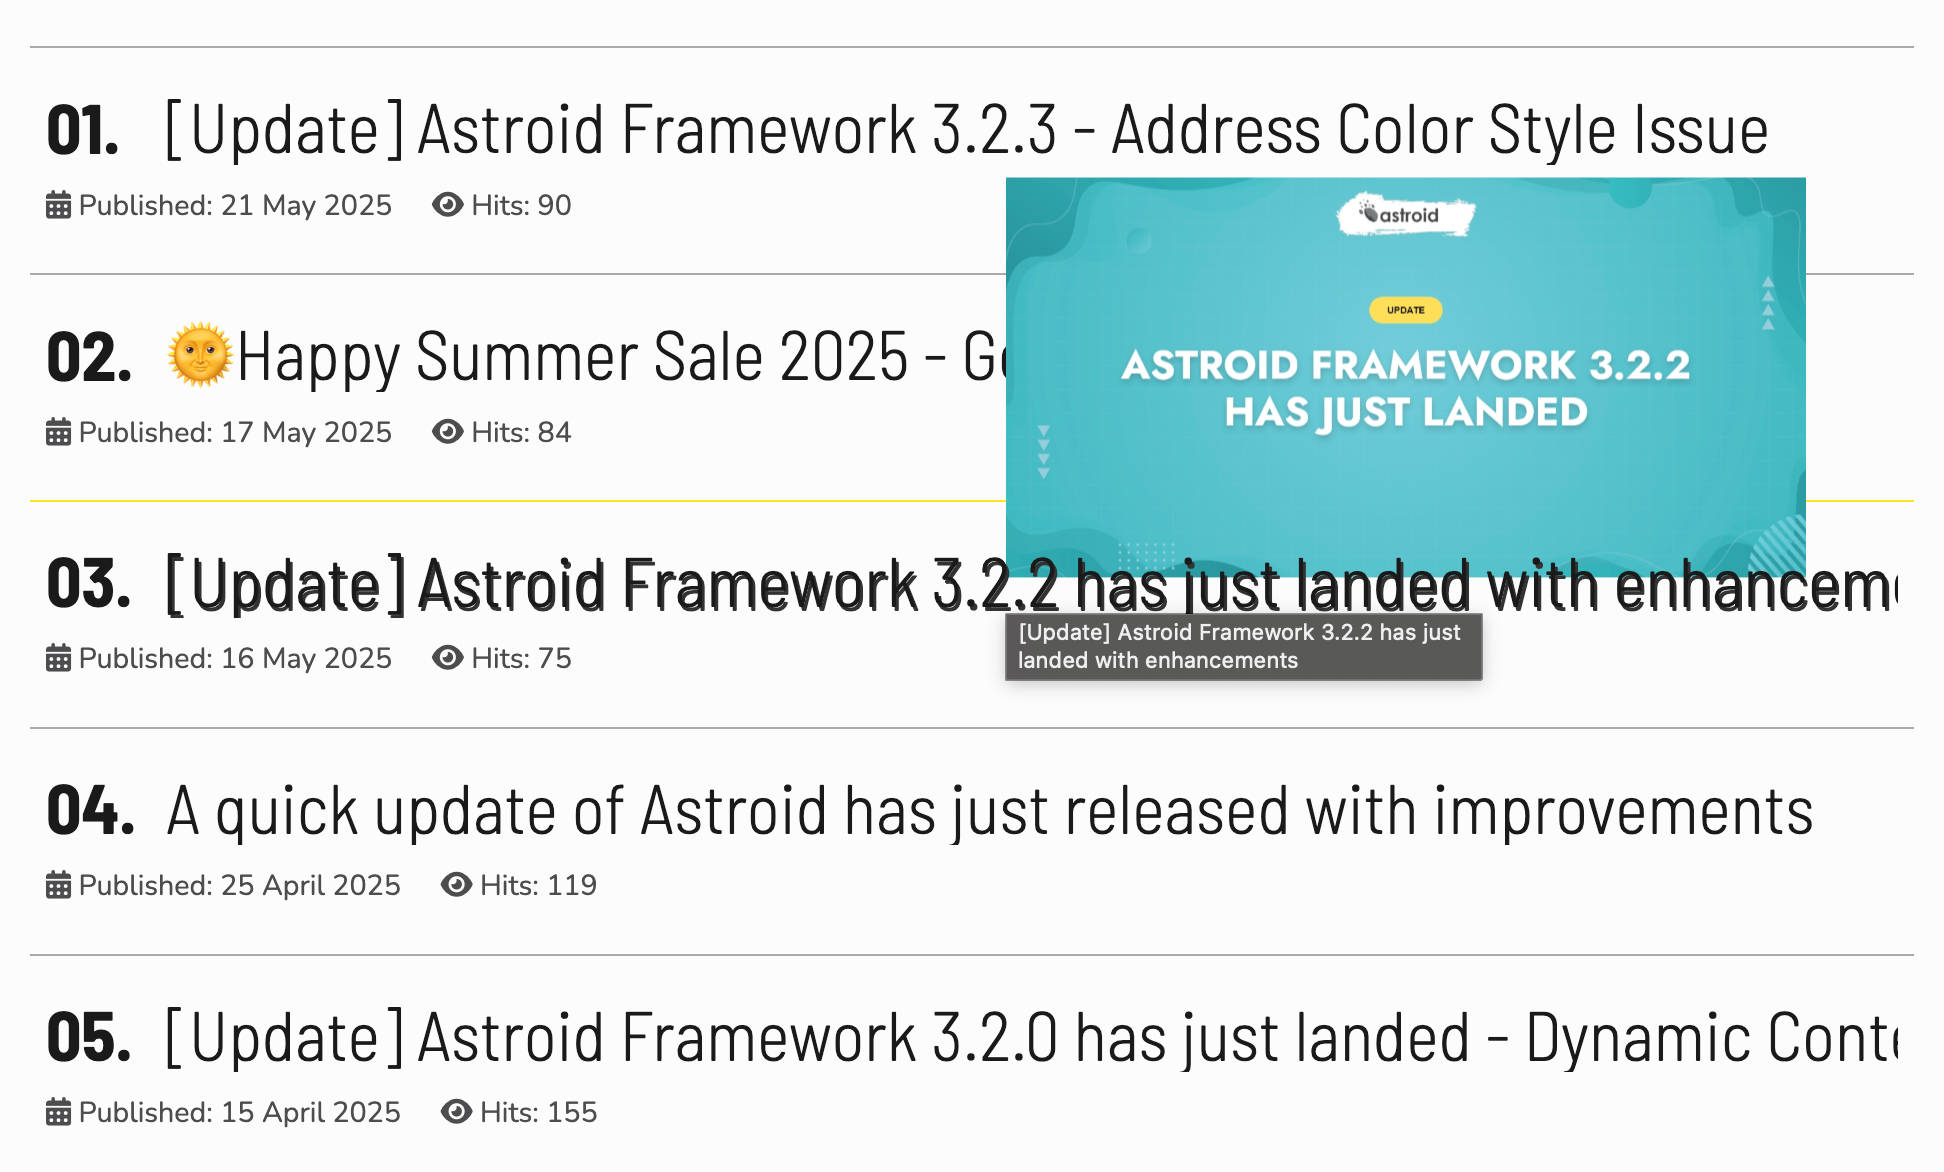 01. [Update] Astroid Framework 3.2.3 - Address Color Style Issue
Published: 21 May 2025 Hits: 90
astroid
UPDATE
ASTROID FRAMEWORK 3.2.2
HAS JUST LANDED
02. 🌞Happy Summer Sale 2025 -
Published: 17 May 2025 Hits: 84
03. [Update] Astroid Framework 3.2.2 has just landed with
[Update] Astroid Framework 3.2.2 has just
landed with enhancements
Published: 16 May 2025 Hits: 75
04. A quick update of Astroid has just released with improvements
Published: 25 April 2025 Hits: 119
05. [Update] Astroid Framework 3.2.0 has just landed - Dynamic
Published: 15 April 2025 Hits: 155